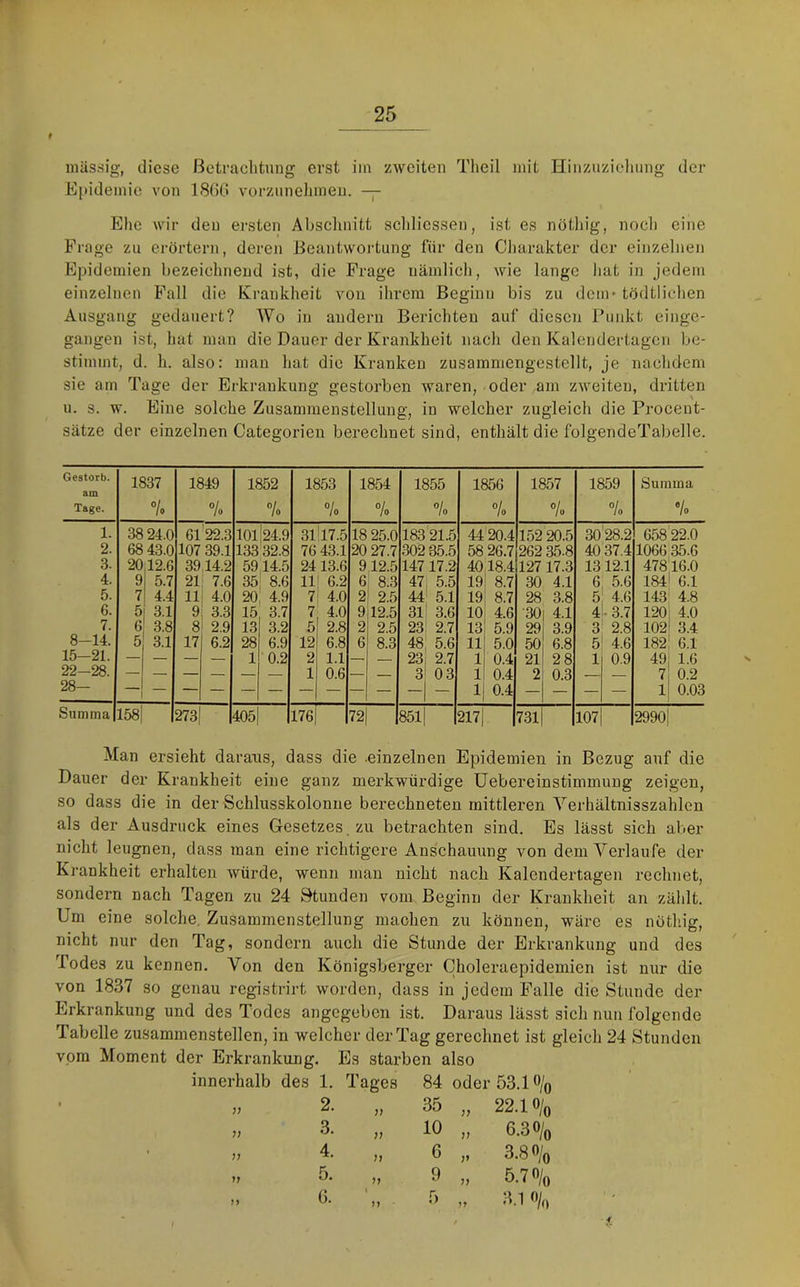 25
mässig, diese Betrachtung erst im zweiten Theil mit Hinzuziehung der
Epidemie von 1866 vorzunehmen. —
Ehe wir den ersten Abschnitt schliessen, ist es nöthig, noch eine
Frage zu erörtern, deren Beantwortung für den Charakter der einzelnen
Epidemien bezeichnend ist, die Frage nämlich, wie lange hat in jedem
einzelnen Fall die Krankheit von ihrem Beginn bis zu dem tödtlichen
Ausgang gedauert? Wo in andern Berichten auf diesen Punkt einge-
gangen ist, hat man die Dauer der Krankheit nach den Kalendertagen be-
stimmt, d. h. also: man hat die Kranken zusammengestellt, je nachdem
sie am Tage der Erkrankung gestorben waren, oder am zweiten, dritten
u. s. w. Eine solche Zusammenstellung, in welcher zugleich die Procent-
sätze der einzelnen Categorien berechnet sind, enthält die folgendeTabelle.
Gestorb. am Tage. | 1837 % | 1849 % | 1852 % | 1853 % | 1854 % | 1855 % | 1856 % | 1857 % | 1859 % | Summa %
1. | 38 24.0 | 61 22.3 | 101 24.9 | 31 17.5 | 18 25.0 | 183 21.5 | 44 20.4 | 152 20.5 | 30 28.2 | 658 22.0
2. | 68 43.0 | 107 39.1 | 133 32.8 | 76 43.1 | 20 27.7 | 302 35.5 | 58 26.7 | 262 35.8 | 40 37.4 | 1066 35.6
3. | 20 12.6 | 39 14.2 | 59 14.5 | 24 13.6 | 9 12.5 | 147 17.2 | 40 18.4 | 127 17.3 | 13 12.1 | 478 16.0
4. | 9 5.7 | 21 7.6 | 35 8.6 | 11 6.2 | 6 8.3 | 47 5.5 | 19 8.7 | 30 4.1 | 6 5.6 | 184 6.1
5. | 7 4.4 | 11 4.0 | 20 4.9 | 7 4.0 | 2 2.5 | 44 5.1 | 19 8.7 | 28 3.8 | 5 4.6 | 143 4.8
6. | 5 3.1 | 9 3.3 | 15 3.7 | 7 4.0 | 9 12.5 | 31 3.6 | 10 4.6 | 30 4.1 | 4 3.7 | 120 4.0
7. | 6 3.8 | 8 2.9 | 13 3.2 | 5 2.8 | 2 2.5 | 23 2.7 | 13 5.9 | 29 3.9 | 3 2.8 | 102 3.4
8—14. | 5 3.1 | 17 6.2 | 28 6.9 | 12 6.8 | 6 8.3 | 48 5.6 | 11 5.0 | 50 6.8 | 5 4.6 | 182 6.1
15—21. | — — | — — | 1 0.2 | 2 1.1 | — — | 23 2.7 | 1 0.4 | 21 2 8 | 1 0.9 | 49 1.6
22—28. | — — | — — | — — | 1 0.6 | — — | 3 0 3 | 1 0.4 | 2 0.3 | — — | 7 0.2
28— | — — | — — | — — | — — | — — | — — | 1 0.4 | — — | — — | 1 0.03
Summa | 158 | 273 | 405 | 176 | 72 | 851 | 217 | 731 | 107 | 2990
Man ersieht daraus, dass die einzelnen Epidemien in Bezug auf die
Dauer der Krankheit eine ganz merkwürdige Uebereinstimmung zeigen,
so dass die in der Schlusskolonne berechneten mittleren Verhältnisszahlen
als der Ausdruck eines Gesetzes zu betrachten sind. Es lässt sich aber
nicht leugnen, dass man eine richtigere Anschauung von dem Verlaufe der
Krankheit erhalten würde, wenn man nicht nach Kalendertagen rechnet,
sondern nach Tagen zu 24 Stunden vom Beginn der Krankheit an zählt.
Um eine solche Zusammenstellung machen zu können, wäre es nöthig,
nicht nur den Tag, sondern auch die Stunde der Erkrankung und des
Todes zu kennen. Von den Königsberger Choleraepidemien ist nur die
von 1837 so genau registrirt worden, dass in jedem Falle die Stunde der
Erkrankung und des Todes angegeben ist. Daraus lässt sich nun folgende
Tabelle zusammenstellen, in welcher der Tag gerechnet ist gleich 24 Stunden
vom Moment der Erkrankung. Es starben also
innerhalb des 1. Tages 84 oder 53.1 %
„ 2. „ 35 „ 22.1 %
„ 3. „ 10 „ 6.3 %
„ 4. „ 6 „ 3.8 %
„ 5. „ 9 „ 5.7 %
„ 6. „ 5 „ 3.1 %